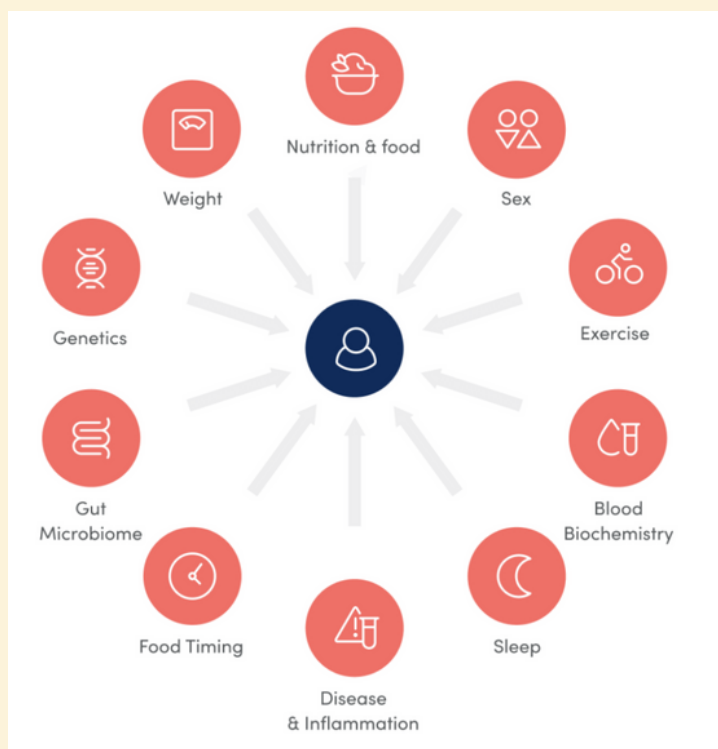 Nutrition & food
Weight
Sex
Genetics
Exercise
Gut
Microbiome
Blood
Biochemistry
Food Timing
Sleep
Disease
& Inflammation